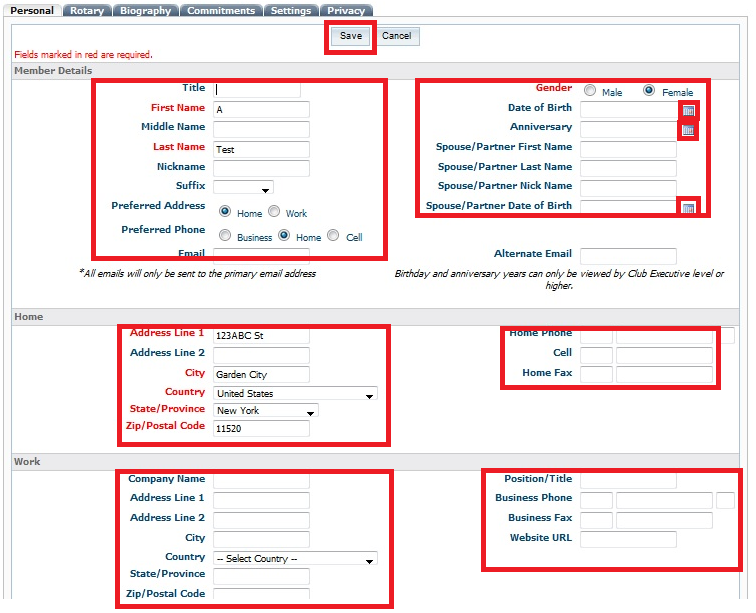 Personal Rotary Biography Commitments Settings Privacy
Save Cancel
Fields marked in red are required.
Member Details
Title Gender Male Female
First Name A Date of Birth
Middle Name Anniversary
Last Name Test Spouse/Partner First Name
Nickname Spouse/Partner Last Name
Suffix Spouse/Partner Nick Name
Preferred Address Home Work Spouse/Partner Date of Birth
Preferred Phone Business Home Cell
Email Alternate Email
*All emails will only be sent to the primary email address Birthday and anniversary years can only be viewed by Club Executive level or
higher.
Home
Address Line 1 123ABC St Home Phone
Address Line 2 Cell
City Garden City Home Fax
Country United States
State/Province New York
Zip/Postal Code 11520
Work
Company Name Position/Title
Address Line 1 Business Phone
Address Line 2 Business Fax
City Website URL
Country -- Select Country --
State/Province
Zip/Postal Code